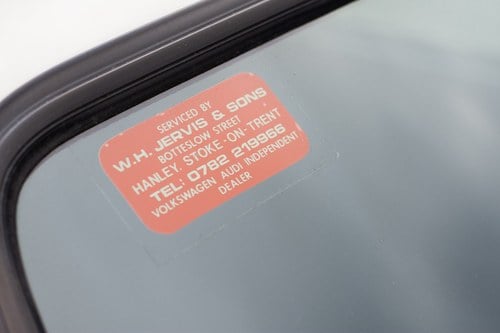 SERVICED BY
W.H. JERVIS & SONS
BOTTESLOW STREET
HANLEY, STOKE-ON-TRENT
TEL: 0782 219966
VOLKSWAGEN AUDI INDEPENDENT
DEALER